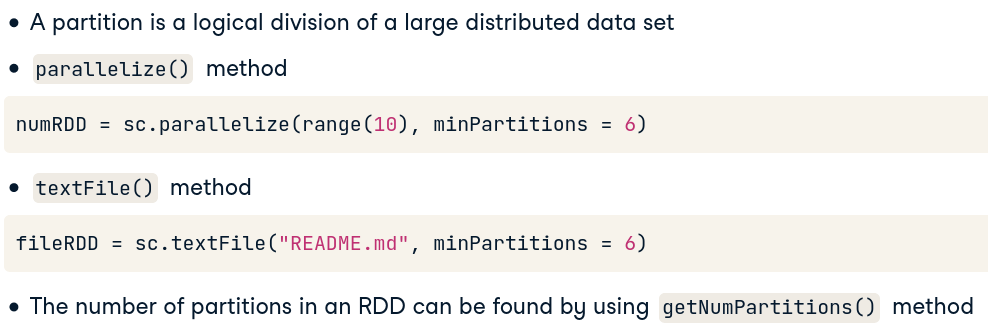 • A partition is a logical division of a large distributed data set
• parallelize() method
numRDD = sc.parallelize(range(10), minPartitions = 6)
• textFile() method
fileRDD = sc.textFile("README.md", minPartitions = 6)
• The number of partitions in an RDD can be found by using getNumPartitions() method